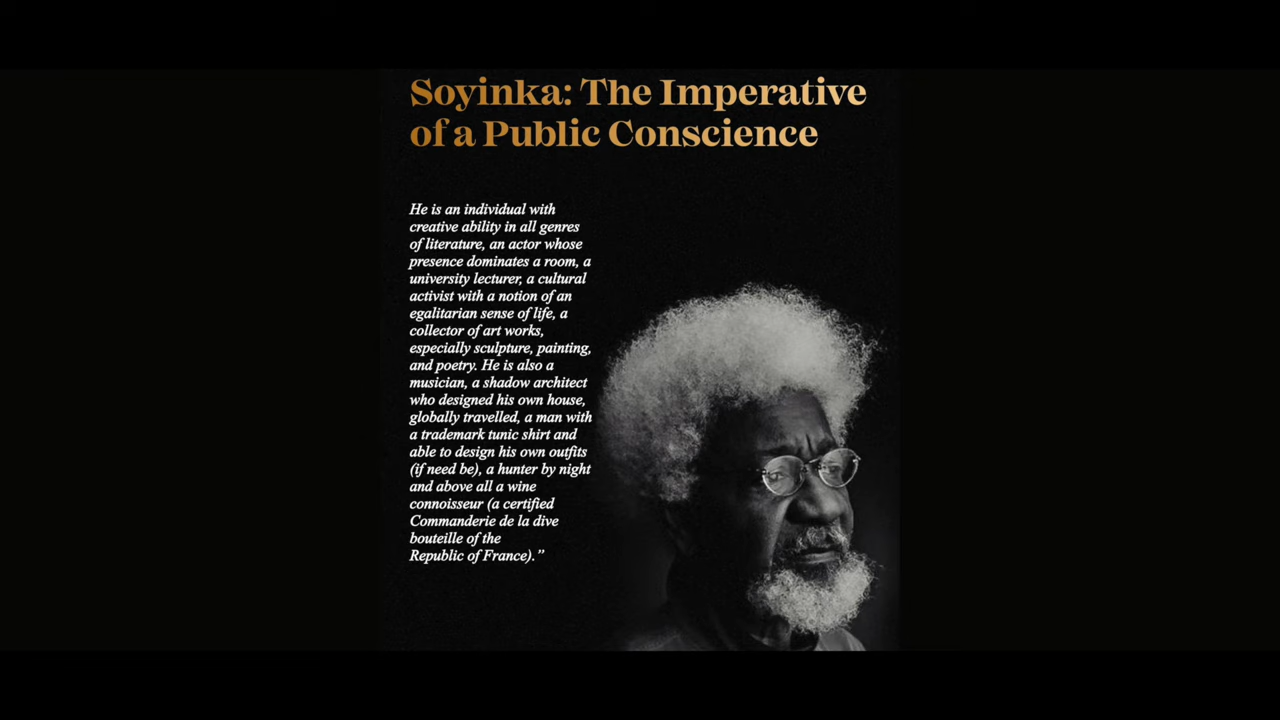 Soyinka: The Imperative
of a Public Conscience
He is an individual with
creative ability in all genres
of literature, an actor whose
presence dominates a room, a
university lecturer, a cultural
activist with a notion of an
egalitarian sense of life, a
collector of art works,
especially sculpture, painting,
and poetry. He is also a
musician, a shadow architect
who designed his own house,
globally travelled, a man with
a trademark tunic shirt and
able to design his own outfits
(if need be), a hunter by night
and above all a wine
connoisseur (a certified
Commanderie de la dive
bouteille of the
Republic of France).”